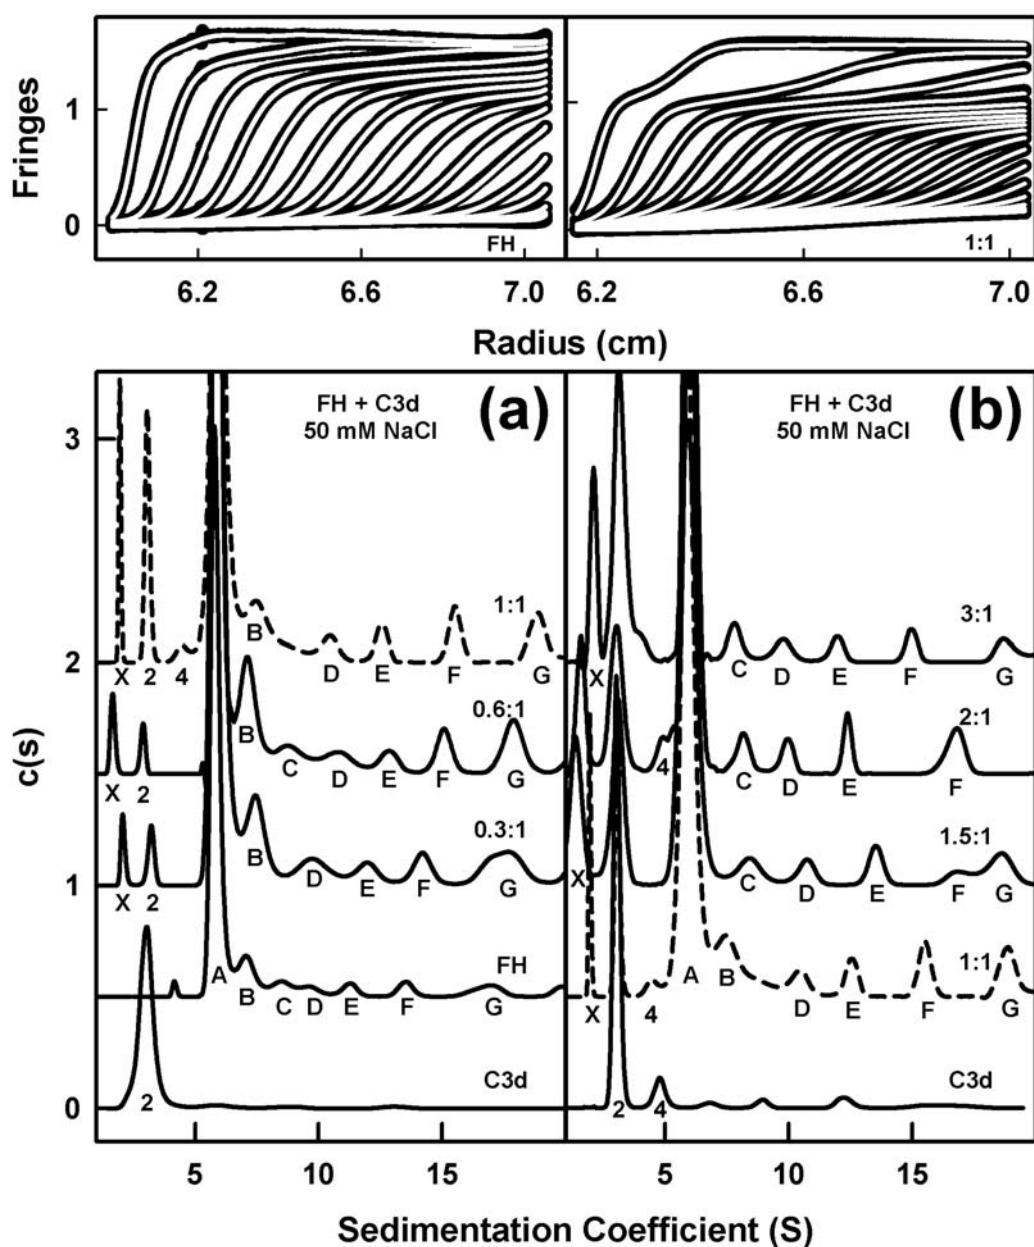 Fringes
1
0
FH
1:1
6.2 6.6 7.0 6.2 6.6 7.0
Radius (cm)
FH + C3d
50 mM NaCl
(a)
3
2
1
0
c(s)
1:1
X 2 4 B D E F G
0.6:1
X 2 B C D E F G
0.3:1
X 2 B D E F G
FH
A B C D E F G
C3d
2
5 10 15
FH + C3d
50 mM NaCl
(b)
3:1
X C D E F G
2:1
4 C D E F
1.5:1
X C D E F G
1:1
X 4 A B D E F G
C3d
2 4
5 10 15
Sedimentation Coefficient (S)